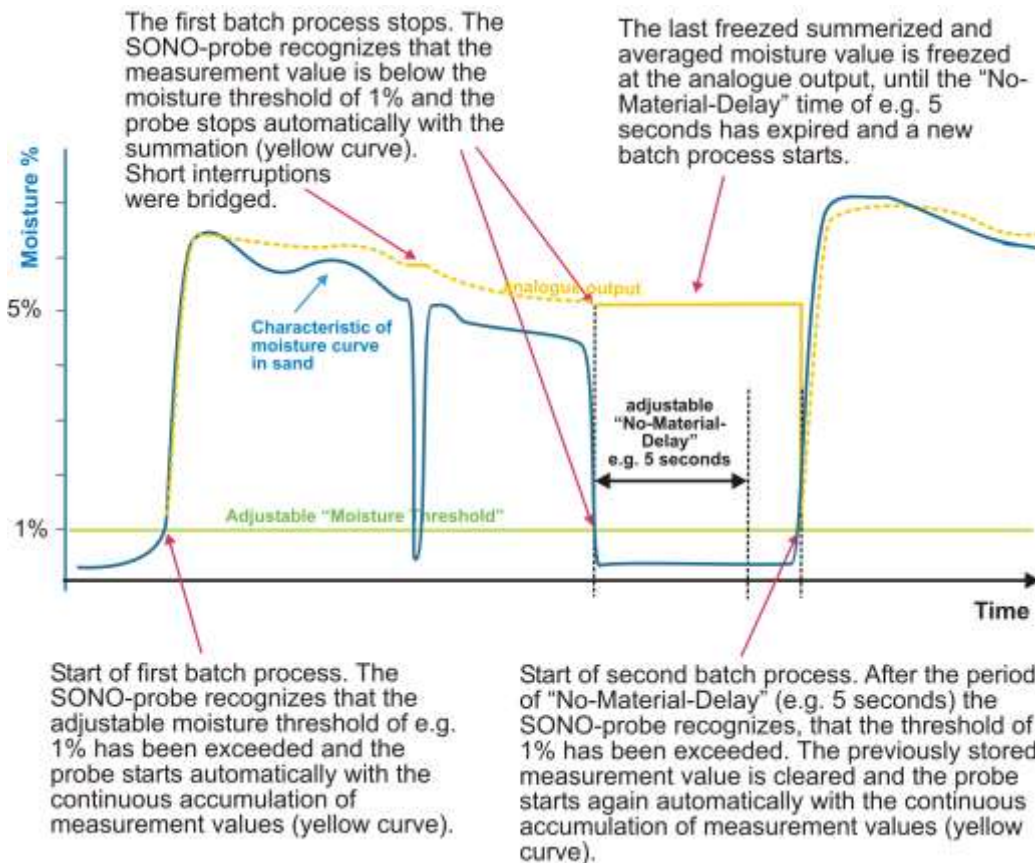 The first batch process stops. The
SONO-probe recognizes that the
measurement value is below the
moisture threshold of 1% and the
probe stops automatically with the
summation (yellow curve).
Short interruptions
were bridged.
The last freezed summerized and
averaged moisture value is freezed
at the analogue output, until the “No-
Material-Delay” time of e.g. 5
seconds has expired and a new
batch process starts.
Moisture %
5%
1%
Analogue output
Characteristic of
moisture curve
in sand
adjustable
“No-Material-
Delay”
e.g. 5 seconds
Adjustable “Moisture Threshold”
Time
Start of first batch process. The
SONO-probe recognizes that the
adjustable moisture threshold of e.g.
1% has been exceeded and the
probe starts automatically with the
continuous accumulation of
measurement values (yellow curve).
Start of second batch process. After the period
of “No-Material-Delay” (e.g. 5 seconds) the
SONO-probe recognizes, that the threshold of
1% has been exceeded. The previously stored
measurement value is cleared and the probe
starts again automatically with the continuous
accumulation of measurement values (yellow
curve).